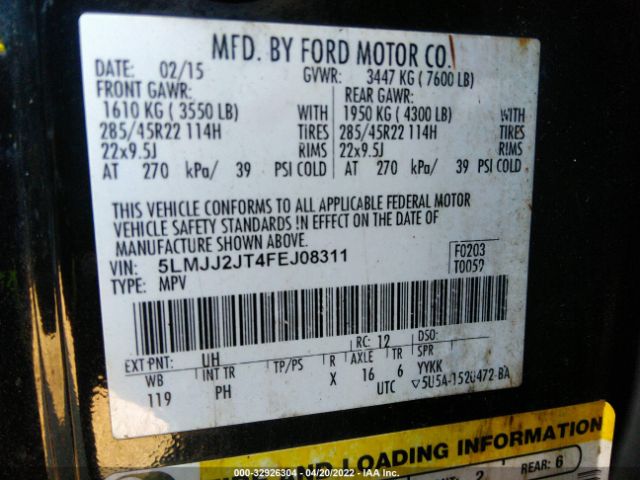 MFD. BY FORD MOTOR CO.
DATE: 02/15 GVWR: 3447 KG ( 7600 LB)
FRONT GAWR: REAR GAWR:
1610 KG ( 3550 LB) WITH 1950 KG ( 4300 LB) WITH
285/45R22 114H TIRES 285/45R22 114H TIRES
22x9.5J RIMS 22x9.5J RIMS
AT 270 kPa/ 39 PSI COLD AT 270 kPa/ 39 PSI COLD
THIS VEHICLE CONFORMS TO ALL APPLICABLE FEDERAL MOTOR
VEHICLE SAFETY STANDARDS IN EFFECT ON THE DATE OF
MANUFACTURE SHOWN ABOVE.
VIN: 5LMJJ2JT4FEJ08311 F0203
TYPE: MPV T0050
EXT PNT: UH RC: 12 DSO:
WB INT TR TP/PS R AXLE TR SPR
119 PH X 16 6 YYKK
UTC ▽5U5A-1520472-BA
LOADING INFORMATION
2 REAR: 6
000-32926304 - 04/20/2022 - IAA Inc.